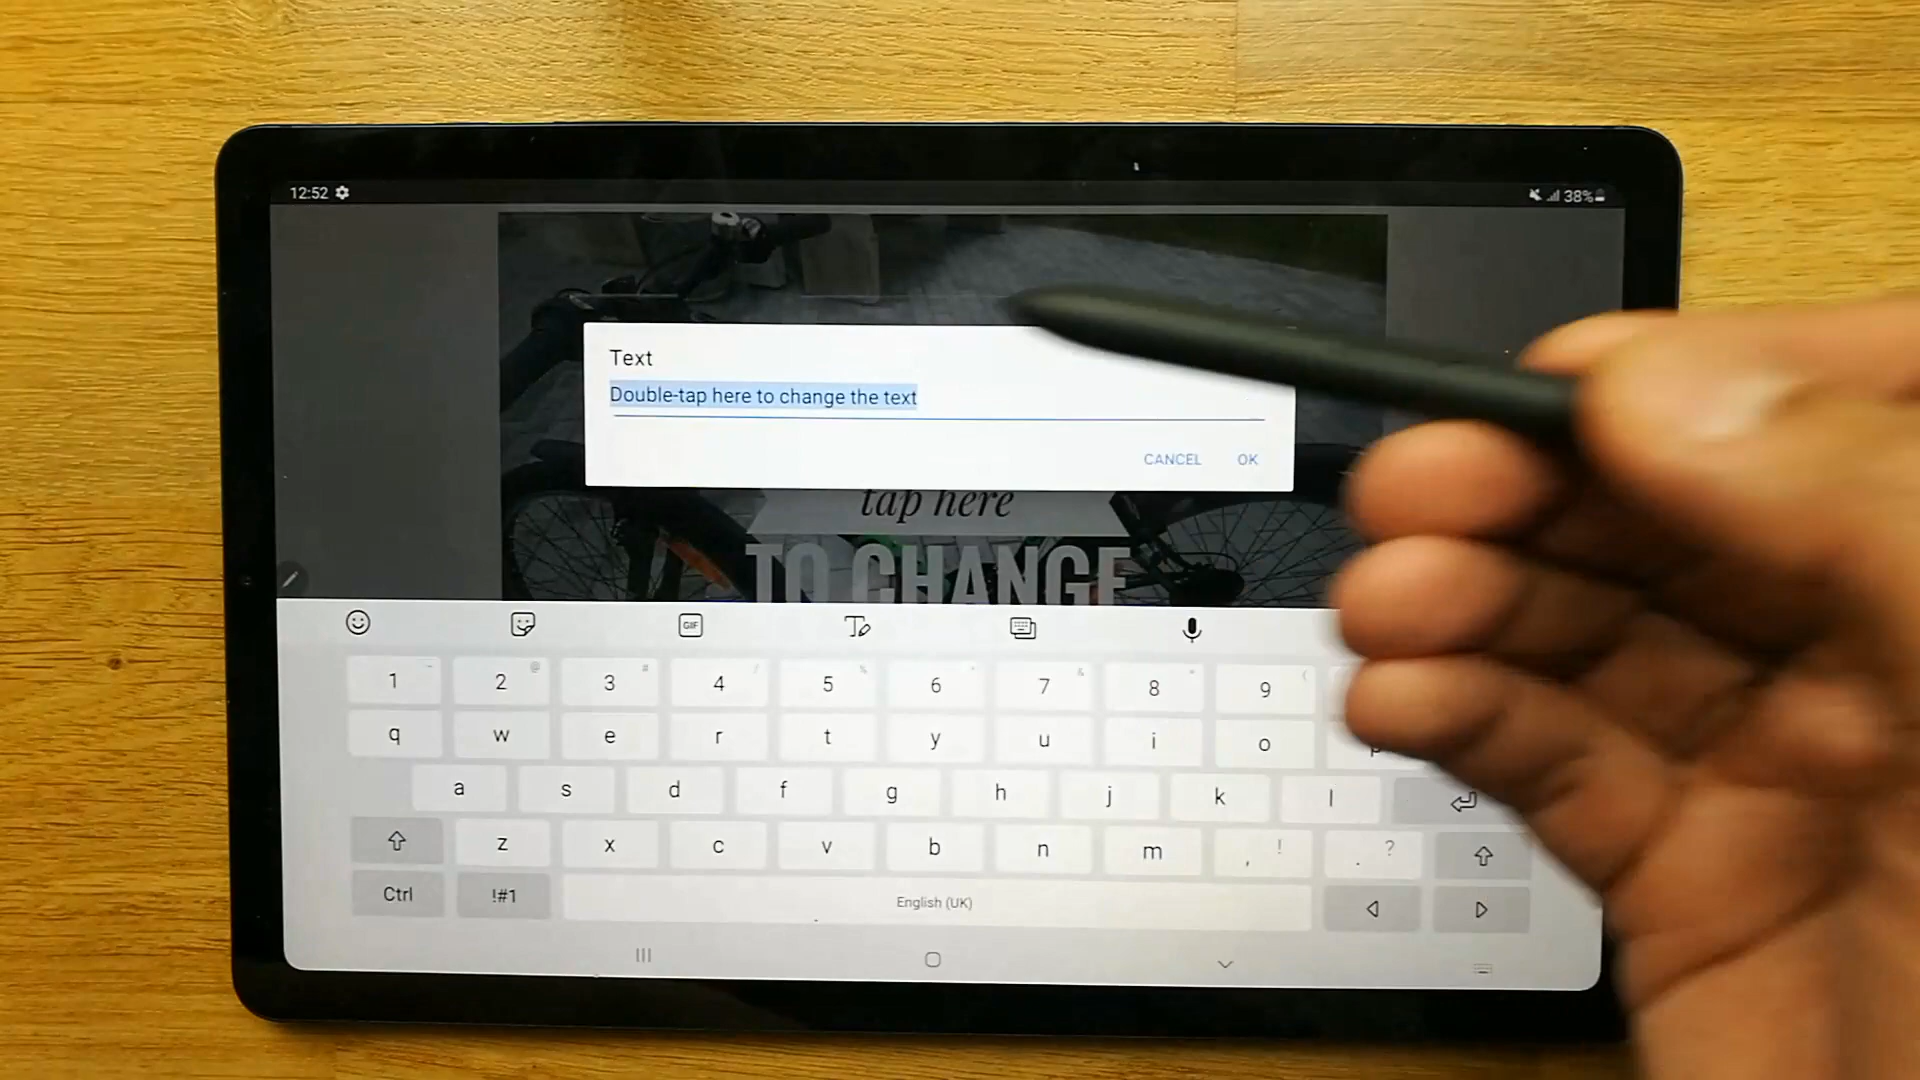 12:52
38%
Text
Double-tap here to change the text
CANCEL OK
tap here
TO CHANGE
GIF
1 2 @ 3 # 4 / 5 % 6 ^ 7 & 8 * 9 (
q w e r t y u i o p
a s d f g h j k l
z x c v b n m , ! . ?
Ctrl !#1 English (UK)